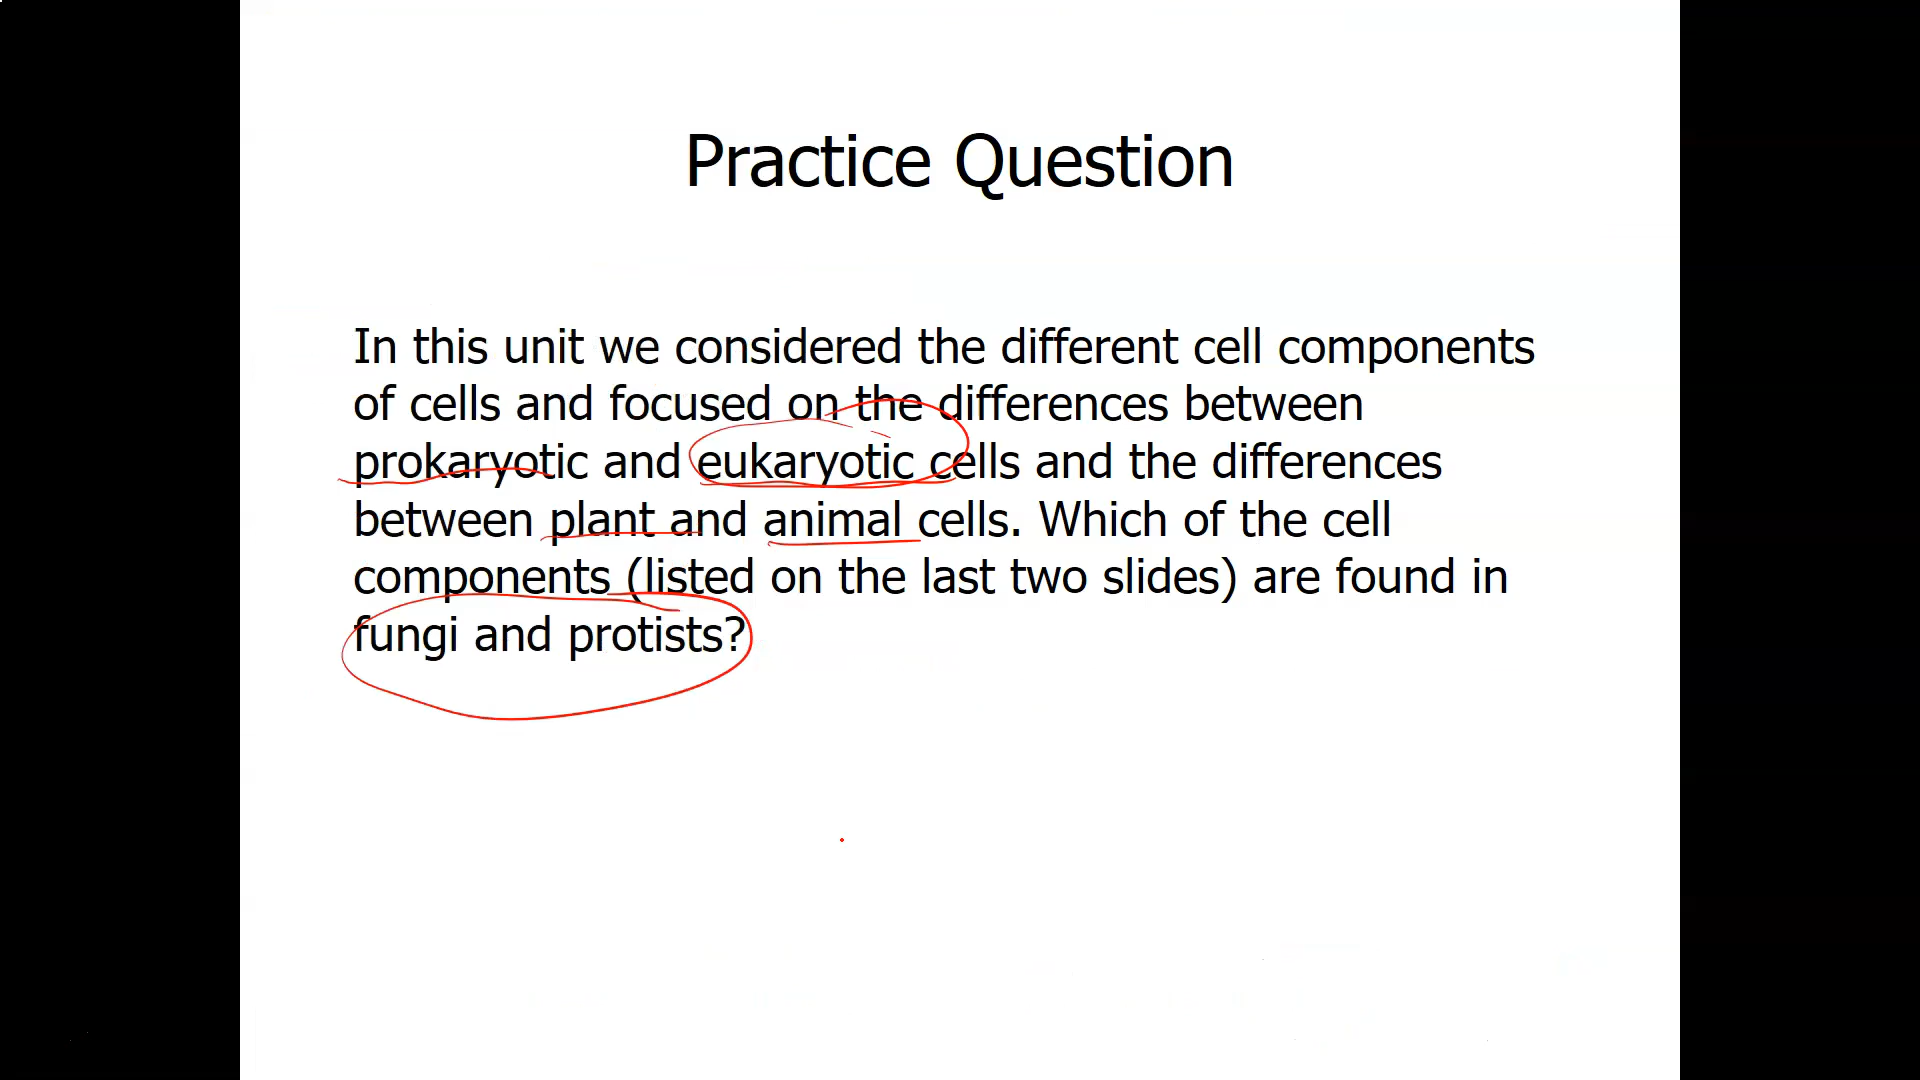 Practice Question
In this unit we considered the different cell components
of cells and focused on the differences between
prokaryotic and eukaryotic cells and the differences
between plant and animal cells. Which of the cell
components (listed on the last two slides) are found in
fungi and protists?